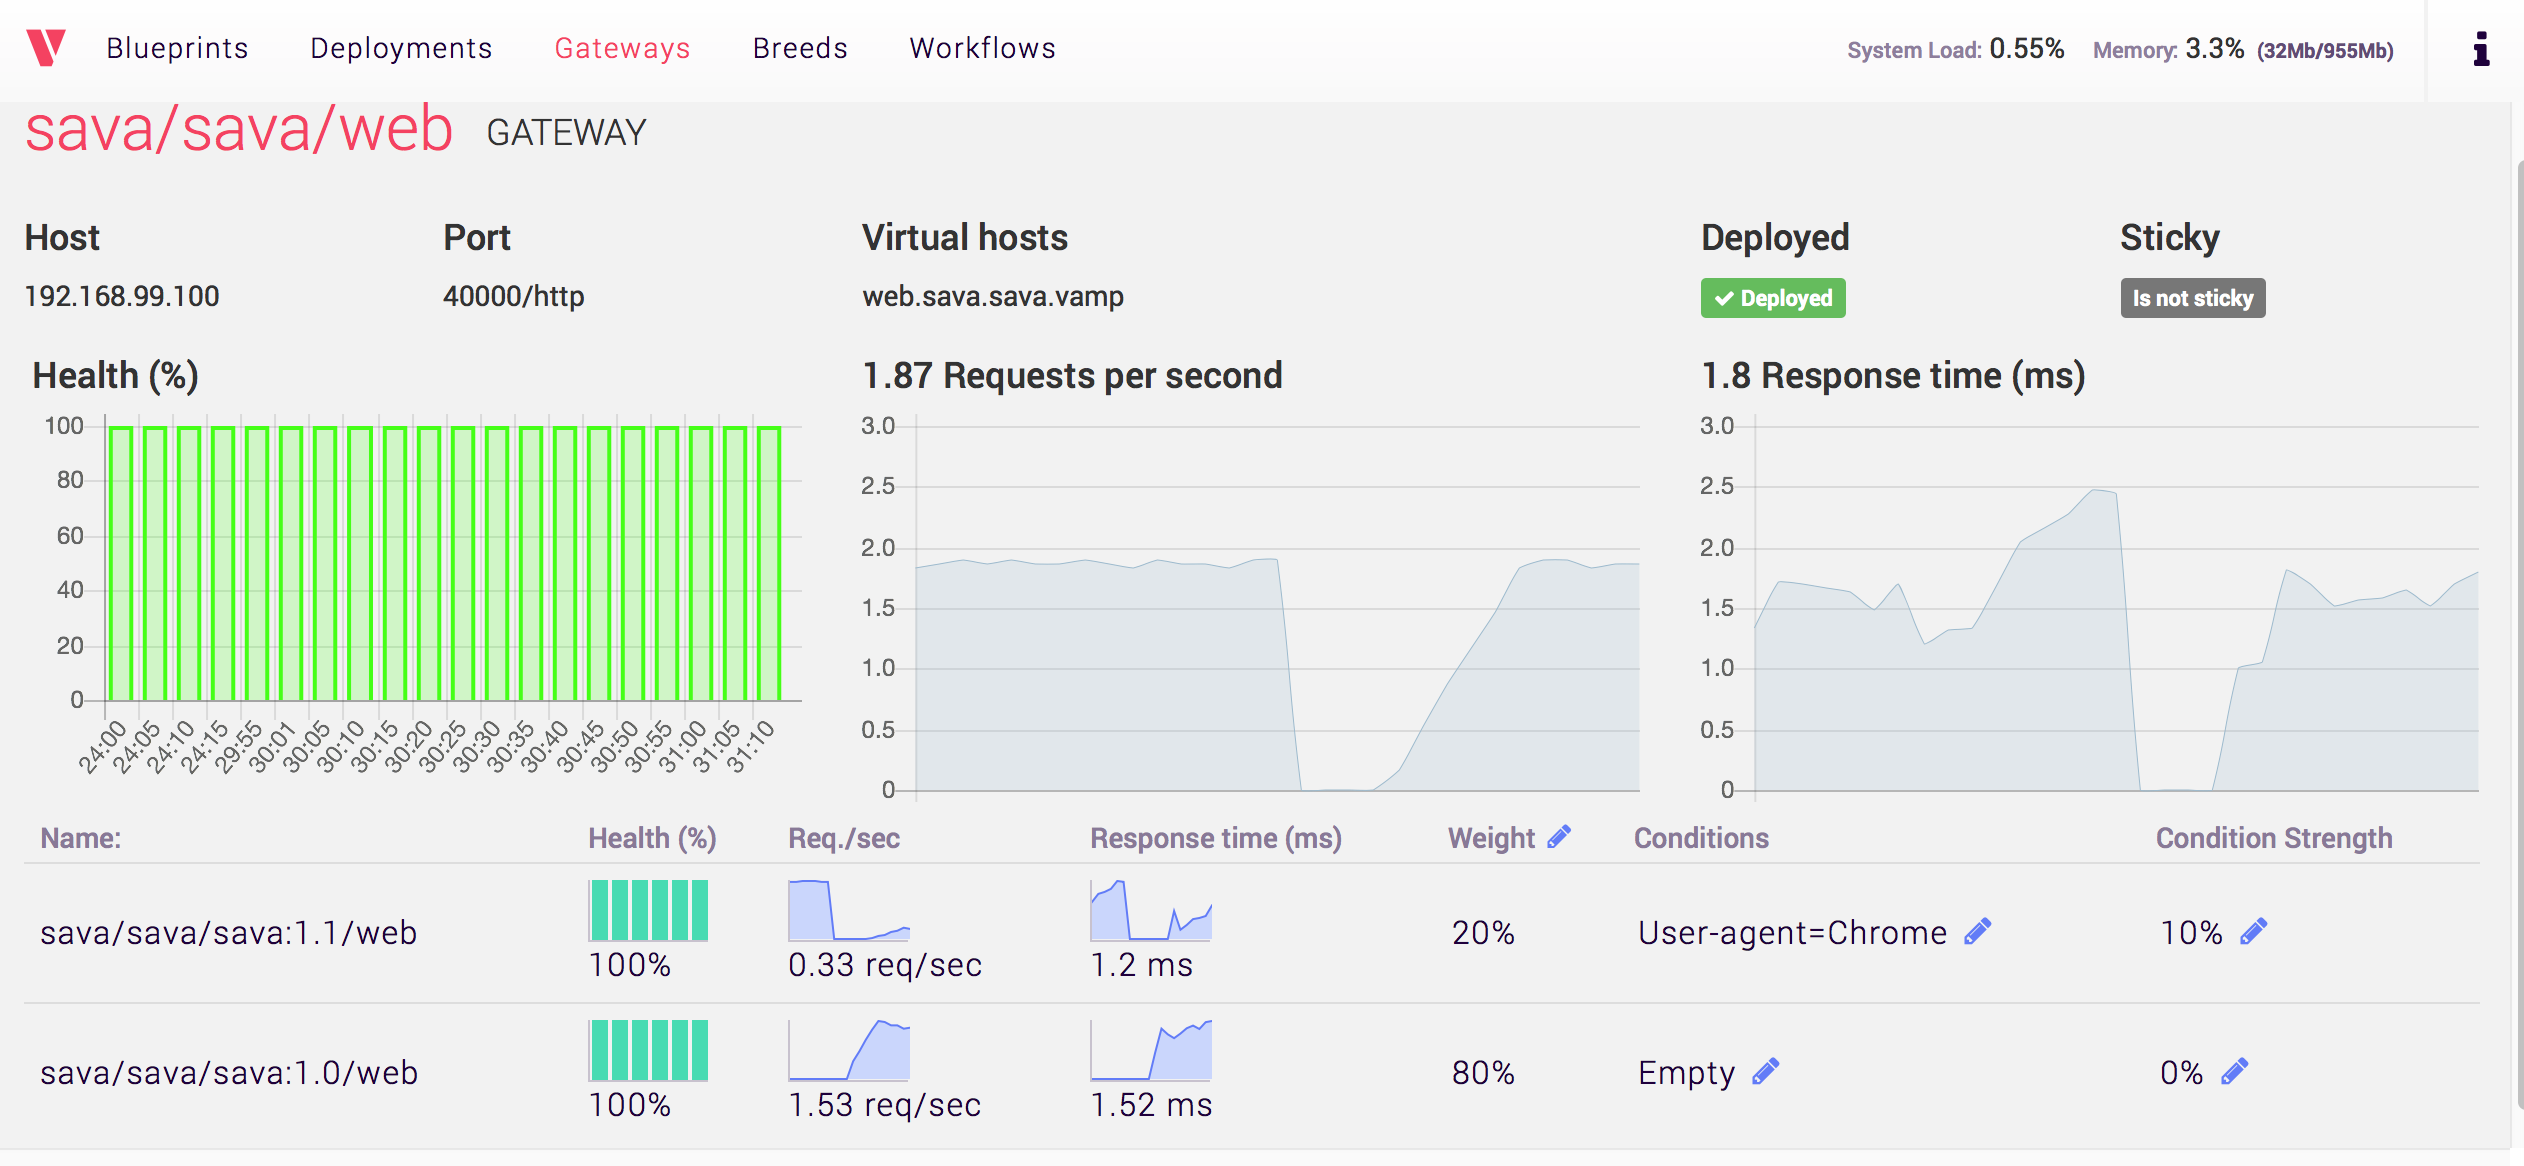 Blueprints Deployments Gateways Breeds Workflows System Load: 0.55% Memory: 3.3% (32Mb/955Mb)
sava/sava/web GATEWAY
Host Port Virtual hosts Deployed Sticky
192.168.99.100 40000/http web.sava.sava.vamp Deployed Is not sticky
Health (%)
100
80
60
40
20
0
24:00 24:05 24:10 24:15 29:55 30:01 30:05 30:10 30:15 30:20 30:25 30:30 30:35 30:40 30:45 30:50 30:55 31:00 31:05 31:10
1.87 Requests per second
3.0
2.5
2.0
1.5
1.0
0.5
0
1.8 Response time (ms)
3.0
2.5
2.0
1.5
1.0
0.5
0
Name: Health (%) Req./sec Response time (ms) Weight Conditions Condition Strength
sava/sava/sava:1.1/web 20% User-agent=Chrome 10%
100% 0.33 req/sec 1.2 ms
sava/sava/sava:1.0/web 80% Empty 0%
100% 1.53 req/sec 1.52 ms